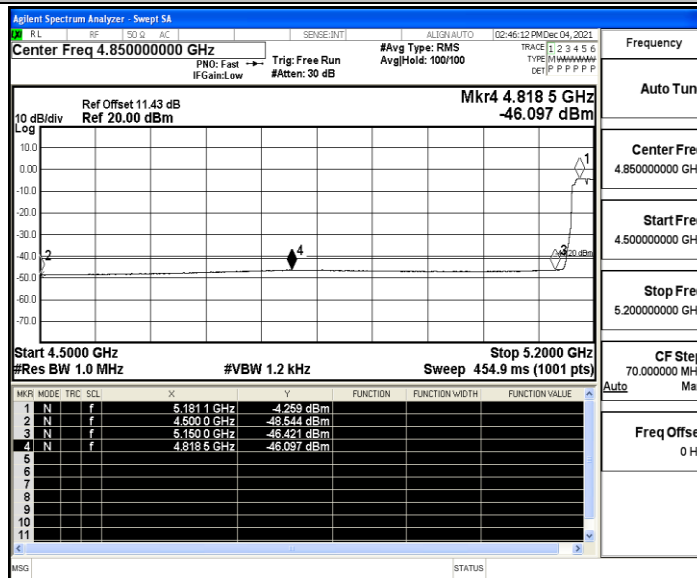 Agilent Spectrum Analyzer - Swept SA
RL RF 50 Ω AC SENSE:INT ALIGN AUTO 02:46:12 PM Dec 04, 2021
Center Freq 4.850000000 GHz
PNO: Fast
IFGain:Low
Trig: Free Run
#Atten: 30 dB
#Avg Type: RMS
Avg|Hold: 100/100
TRACE 1 2 3 4 5 6
TYPE M WWWWW
DET P P P P P P
Ref Offset 11.43 dB
Ref 20.00 dBm
10 dB/div
Log
Mkr4 4.818 5 GHz
-46.097 dBm
10.0
0.00
-10.0
-20.0
-30.0
-40.0
-50.0
-60.0
-70.0
1
2
3
4
20 dBm
Start 4.5000 GHz
#Res BW 1.0 MHz
#VBW 1.2 kHz
Stop 5.2000 GHz
Sweep 454.9 ms (1001 pts)
MKR MODE TRC SCL X Y FUNCTION FUNCTION WIDTH FUNCTION VALUE
1 N f 5.181 1 GHz -4.259 dBm
2 N f 4.500 0 GHz -48.544 dBm
3 N f 5.150 0 GHz -46.421 dBm
4 N f 4.818 5 GHz -46.097 dBm
5
6
7
8
9
10
11
MSG STATUS
Frequency
Auto Tun
Center Fre
4.850000000 GH
Start Fre
4.500000000 GH
Stop Fre
5.200000000 GH
CF Step
70.000000 MH
Auto Ma
Freq Offse
0 H